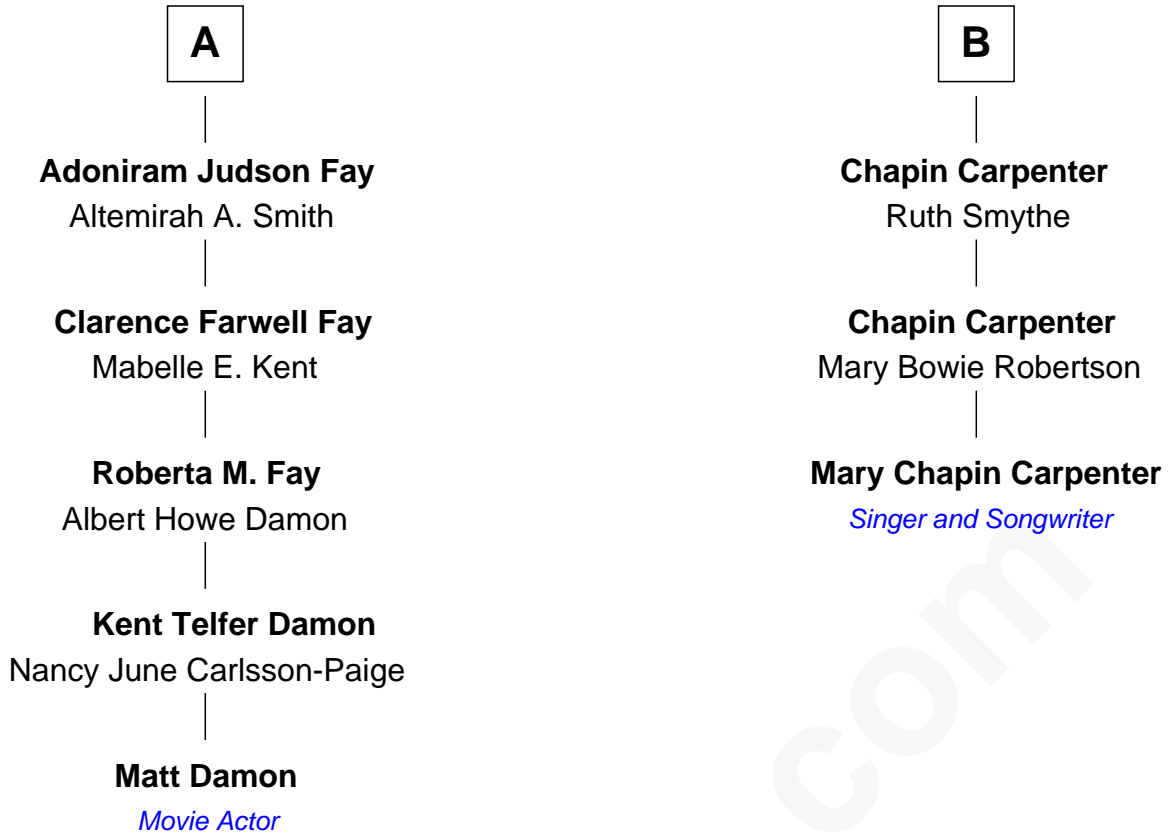 A
Adoniram Judson Fay
Altemirah A. Smith
Clarence Farwell Fay
Mabelle E. Kent
Roberta M. Fay
Albert Howe Damon
Kent Telfer Damon
Nancy June Carlsson-Paige
Matt Damon
Movie Actor
B
Chapin Carpenter
Ruth Smythe
Chapin Carpenter
Mary Bowie Robertson
Mary Chapin Carpenter
Singer and Songwriter
com